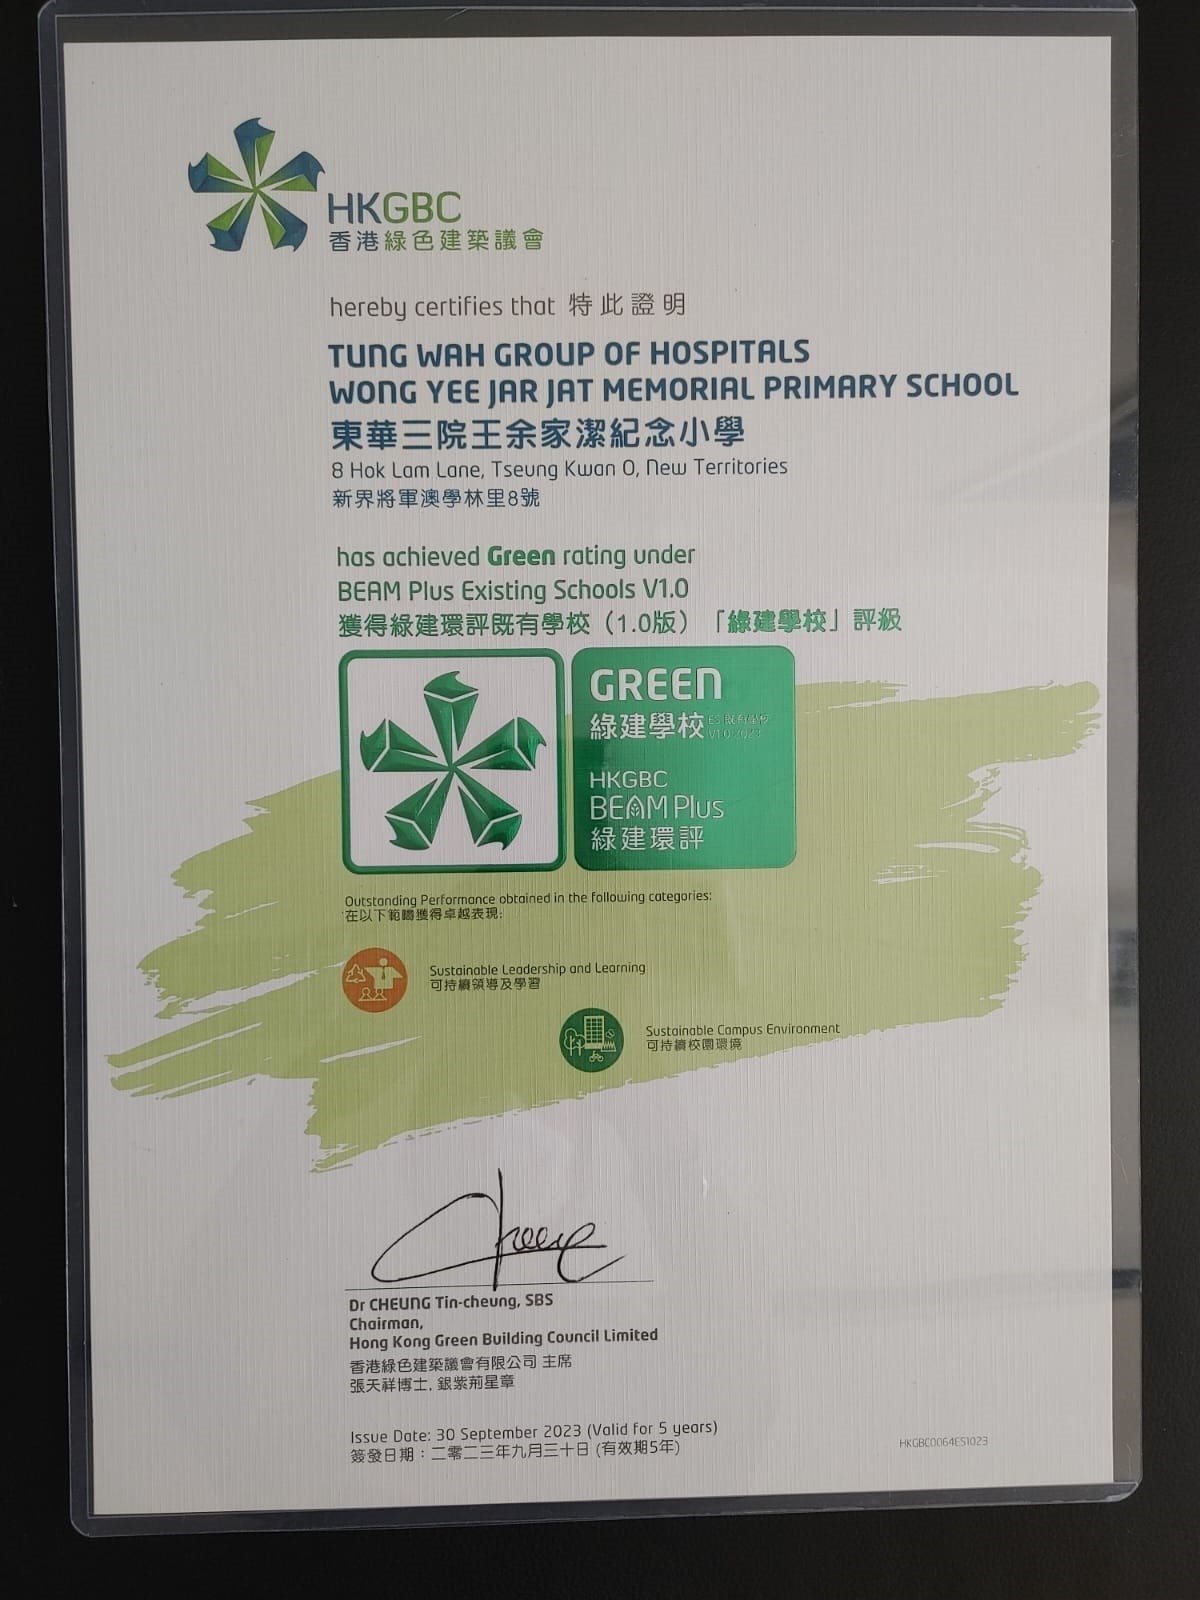 HKGBC
香港綠色建築議會
hereby certifies that 特此證明
TUNG WAH GROUP OF HOSPITALS
WONG YEE JAR JAT MEMORIAL PRIMARY SCHOOL
東華三院王余家潔紀念小學
8 Hok Lam Lane, Tseung Kwan O, New Territories
新界將軍澳學林里8號
has achieved Green rating under
BEAM Plus Existing Schools V1.0
獲得綠建環評既有學校（1.0版）「綠建學校」評級
GREEN
綠建學校 ES 既有學校
V1.0 2023
HKGBC
BEAM Plus
綠建環評
Outstanding Performance obtained in the following categories:
在以下範疇獲得卓越表現:
Sustainable Leadership and Learning
可持續領導及學習
Sustainable Campus Environment
可持續校園環境
Dr CHEUNG Tin-cheung, SBS
Chairman,
Hong Kong Green Building Council Limited
香港綠色建築議會有限公司 主席
張天祥博士, 銀紫荊星章
Issue Date: 30 September 2023 (Valid for 5 years)
簽發日期：二零二三年九月三十日 (有效期5年)
HKGBC0064ES1023